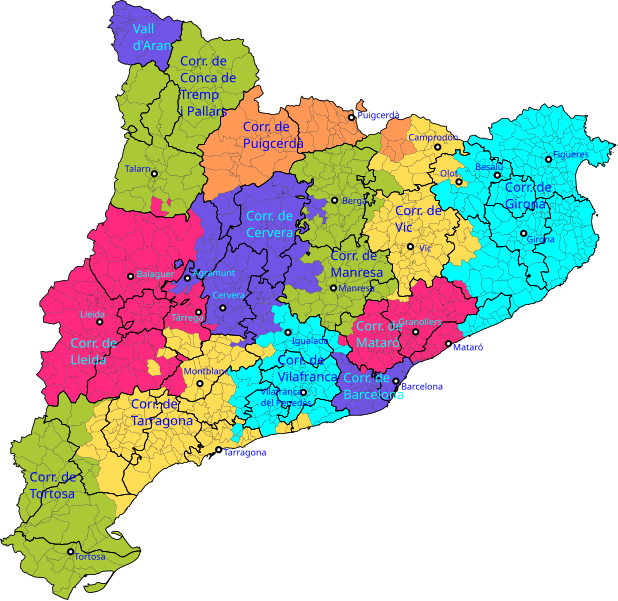 Vall
d'Aran
Corr. de
Conca de
Tremp
i Pallars
Corr. de
Puigcerdà
Puigcerdà
Camprodon
Figueres
Besalú
Olot
Talarn
Berga
Corr. de
Girona
Corr. de
Vic
Corr. de
Cervera
Vic
Girona
Corr. de
Manresa
Balaguer
Agramunt
Manresa
Cervera
Lleida
Tàrrega
Corr. de
Mataró
Granollers
Corr. de
Lleida
Igualada
Mataró
Corr. de
Vilafranca
Montblanc
Corr. de
Barcelona
Barcelona
Vilafranca
del Penedès
Corr. de
Tarragona
Tarragona
Corr. de
Tortosa
Tortosa